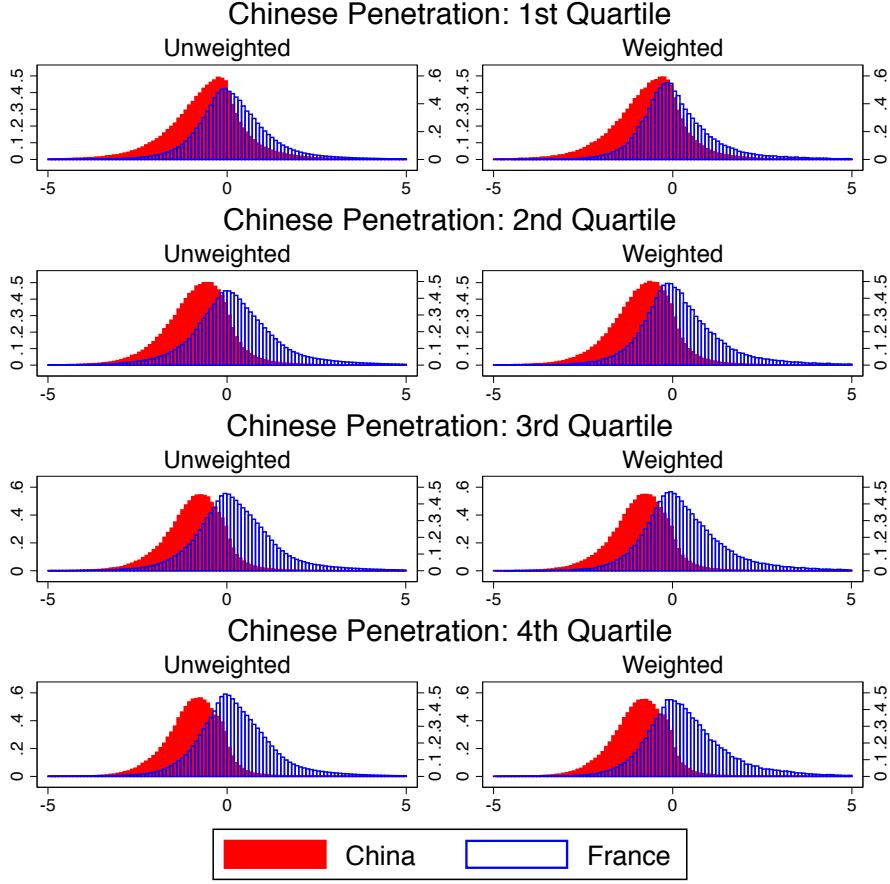 Chinese Penetration: 1st Quartile
Unweighted Weighted
0 .1 .2 .3 .4 .5
0 .2 .4 .6
-5 0 5
0 .1 .2 .3 .4 .5
0 .2 .4 .6
-5 0 5
Chinese Penetration: 2nd Quartile
Unweighted Weighted
0 .1 .2 .3 .4 .5
0 .1 .2 .3 .4 .5
-5 0 5
0 .1 .2 .3 .4 .5
0 .1 .2 .3 .4 .5
-5 0 5
Chinese Penetration: 3rd Quartile
Unweighted Weighted
0 .2 .4 .6
0 .1 .2 .3 .4 .5
-5 0 5
0 .2 .4 .6
0 .1 .2 .3 .4 .5
-5 0 5
Chinese Penetration: 4th Quartile
Unweighted Weighted
0 .2 .4 .6
0 .1 .2 .3 .4 .5
-5 0 5
0 .2 .4 .6
0 .1 .2 .3 .4 .5
-5 0 5
China France